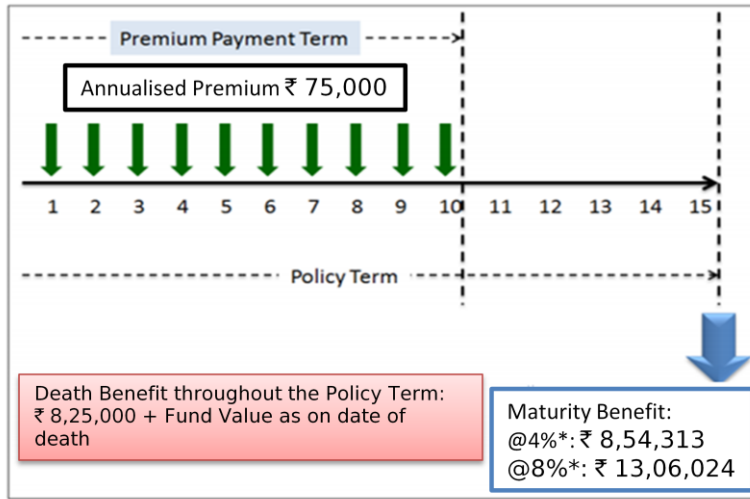 Premium Payment Term
Annualised Premium ₹ 75,000
1 2 3 4 5 6 7 8 9 10 11 12 13 14 15
Policy Term
Death Benefit throughout the Policy Term:
₹ 8,25,000 + Fund Value as on date of
death
Maturity Benefit:
@4%*: ₹ 8,54,313
@8%*: ₹ 13,06,024